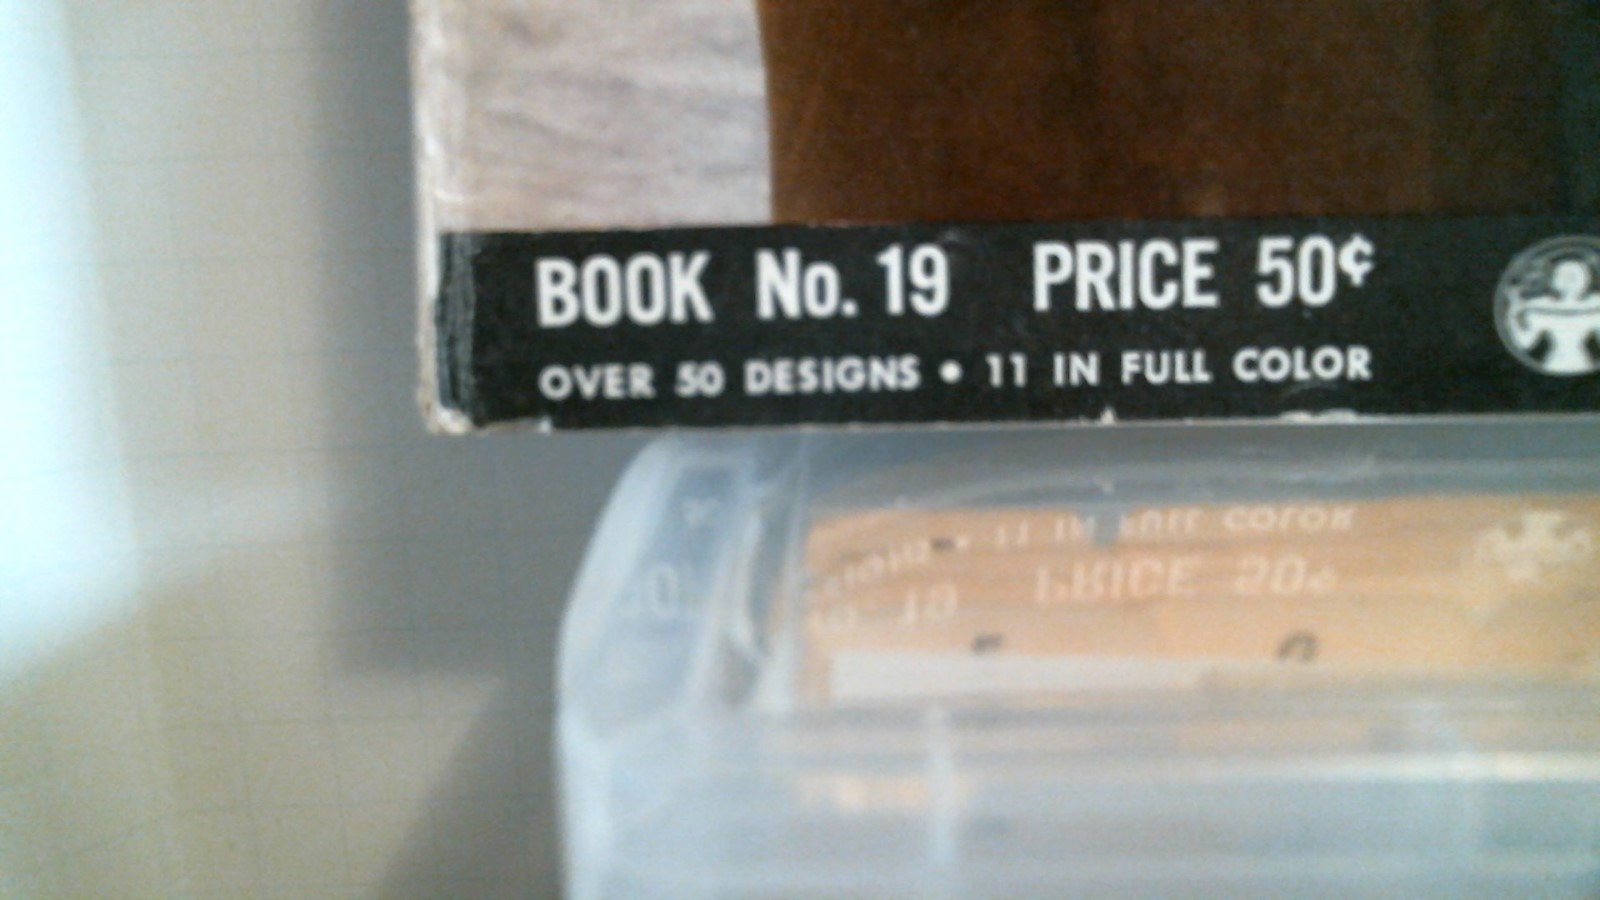 BOOK No. 19 PRICE 50¢
OVER 50 DESIGNS • 11 IN FULL COLOR